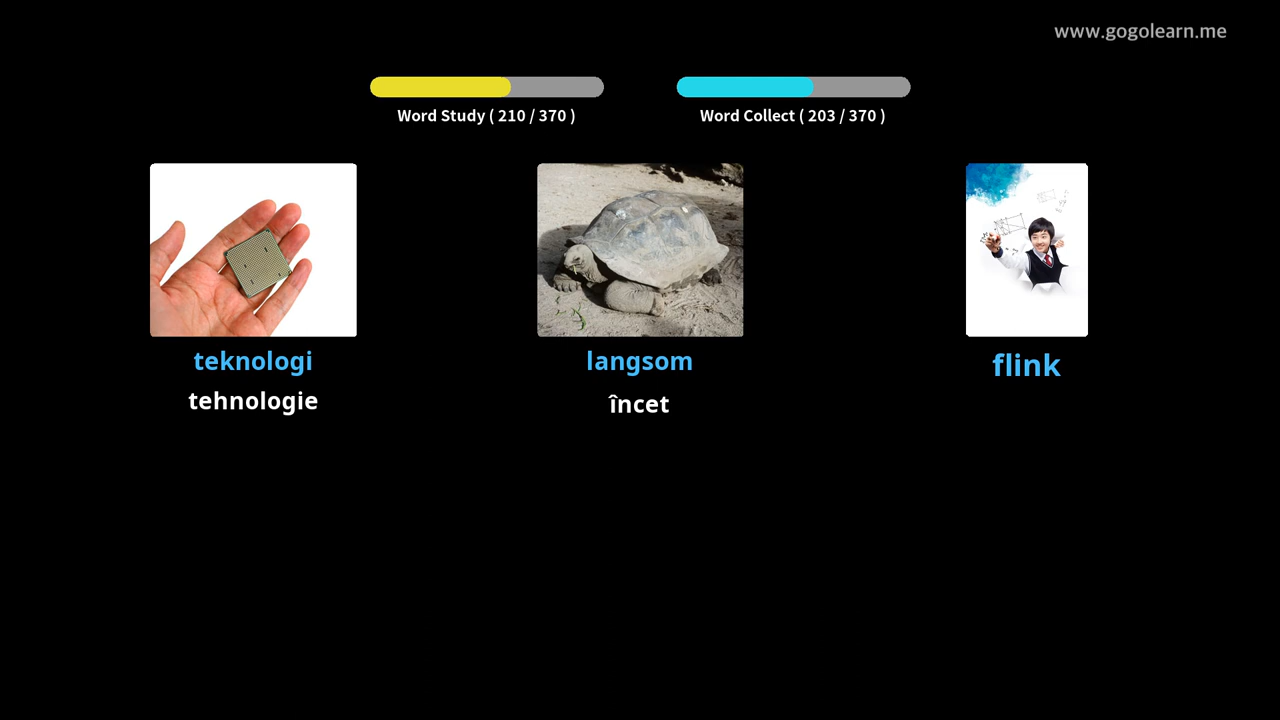 www.gogolearn.me
Word Study ( 210 / 370 )
Word Collect ( 203 / 370 )
teknologi
tehnologie
langsom
încet
flink